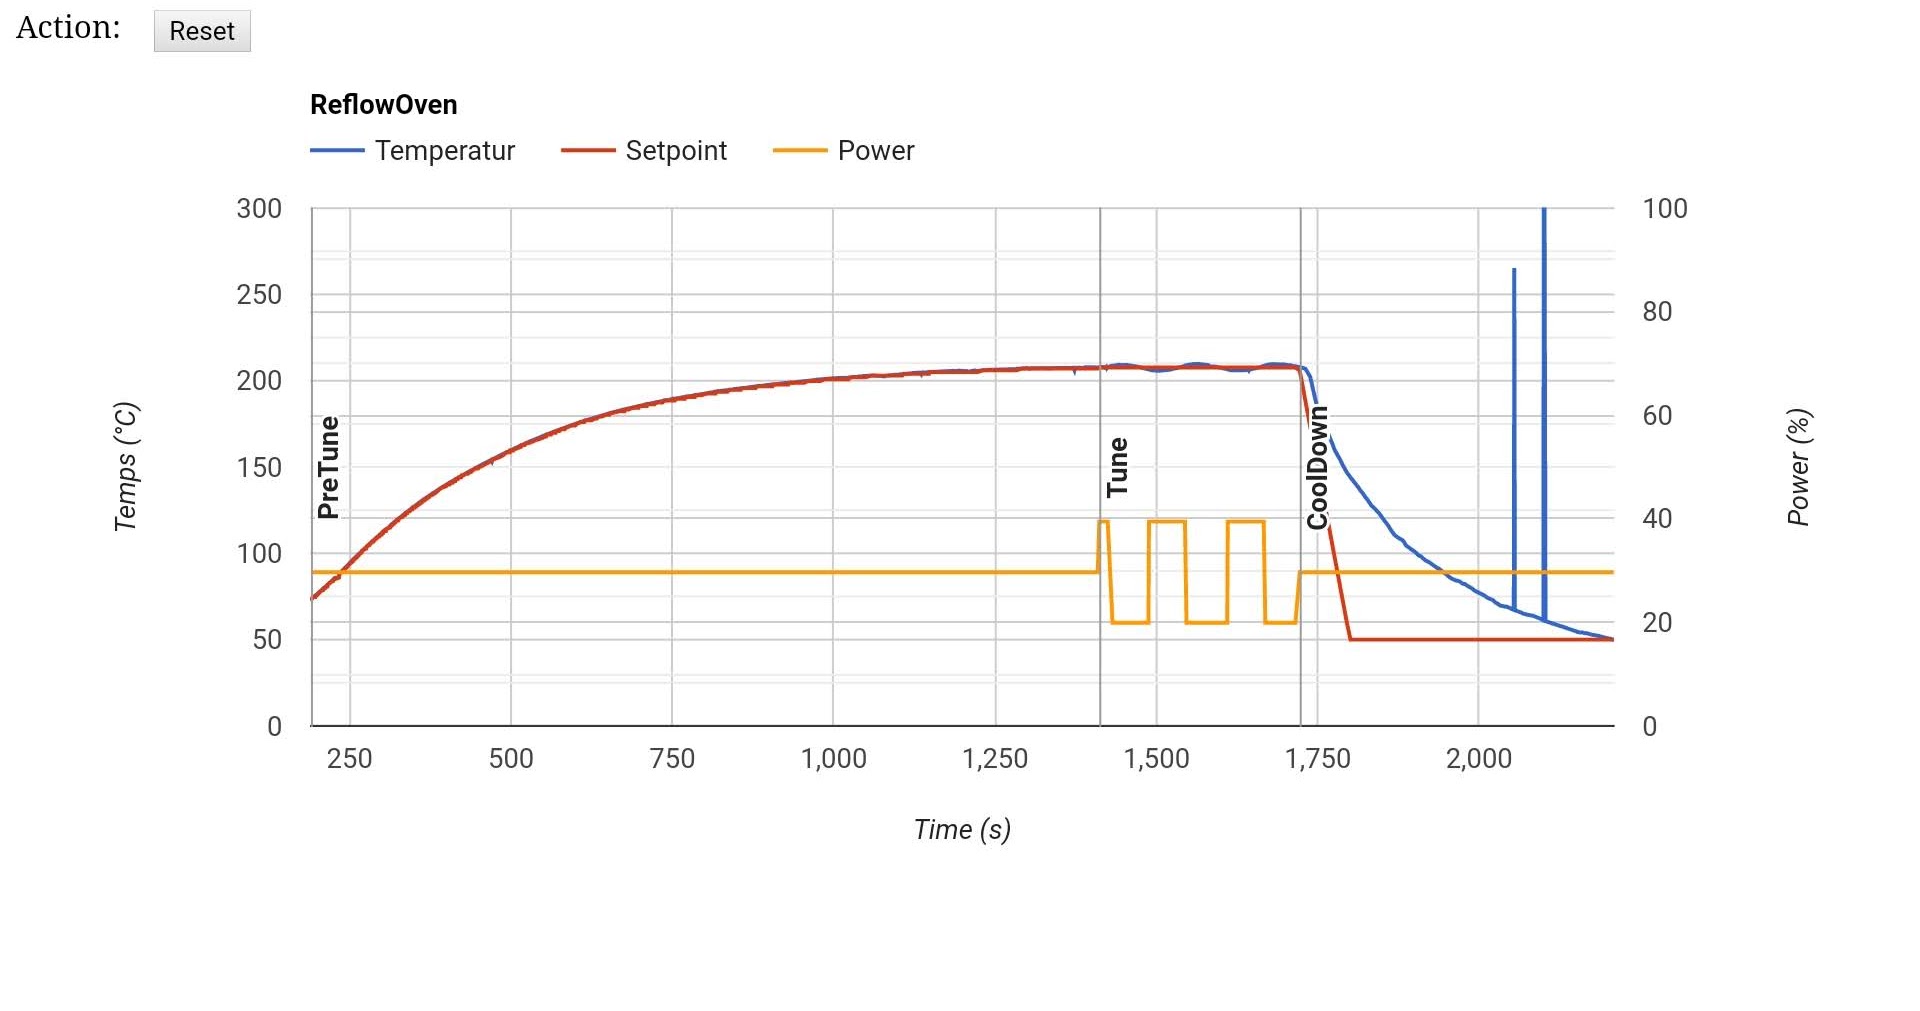 Action: Reset
ReflowOven
Temperatur Setpoint Power
300 100
250
80
200
60
150
40
100
50
20
0 0
Temps (°C)
PreTune
Tune
CoolDown
Power (%)
250 500 750 1,000 1,250 1,500 1,750 2,000
Time (s)